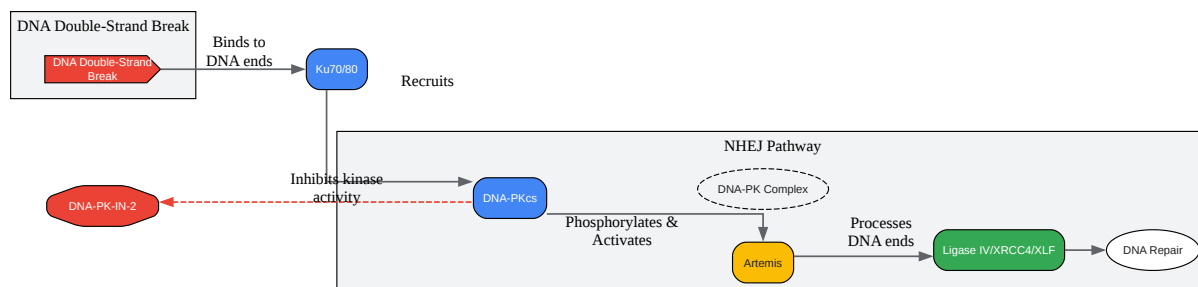 DNA Double-Strand Break
DNA Double-Strand
Break
Binds to
DNA ends
Ku70/80
Recruits
NHEJ Pathway
Inhibits kinase
activity
DNA-PK-IN-2
DNA-PKcs
DNA-PK Complex
Phosphorylates &
Activates
Artemis
Processes
DNA ends
Ligase IV/XRCC4/XLF
DNA Repair